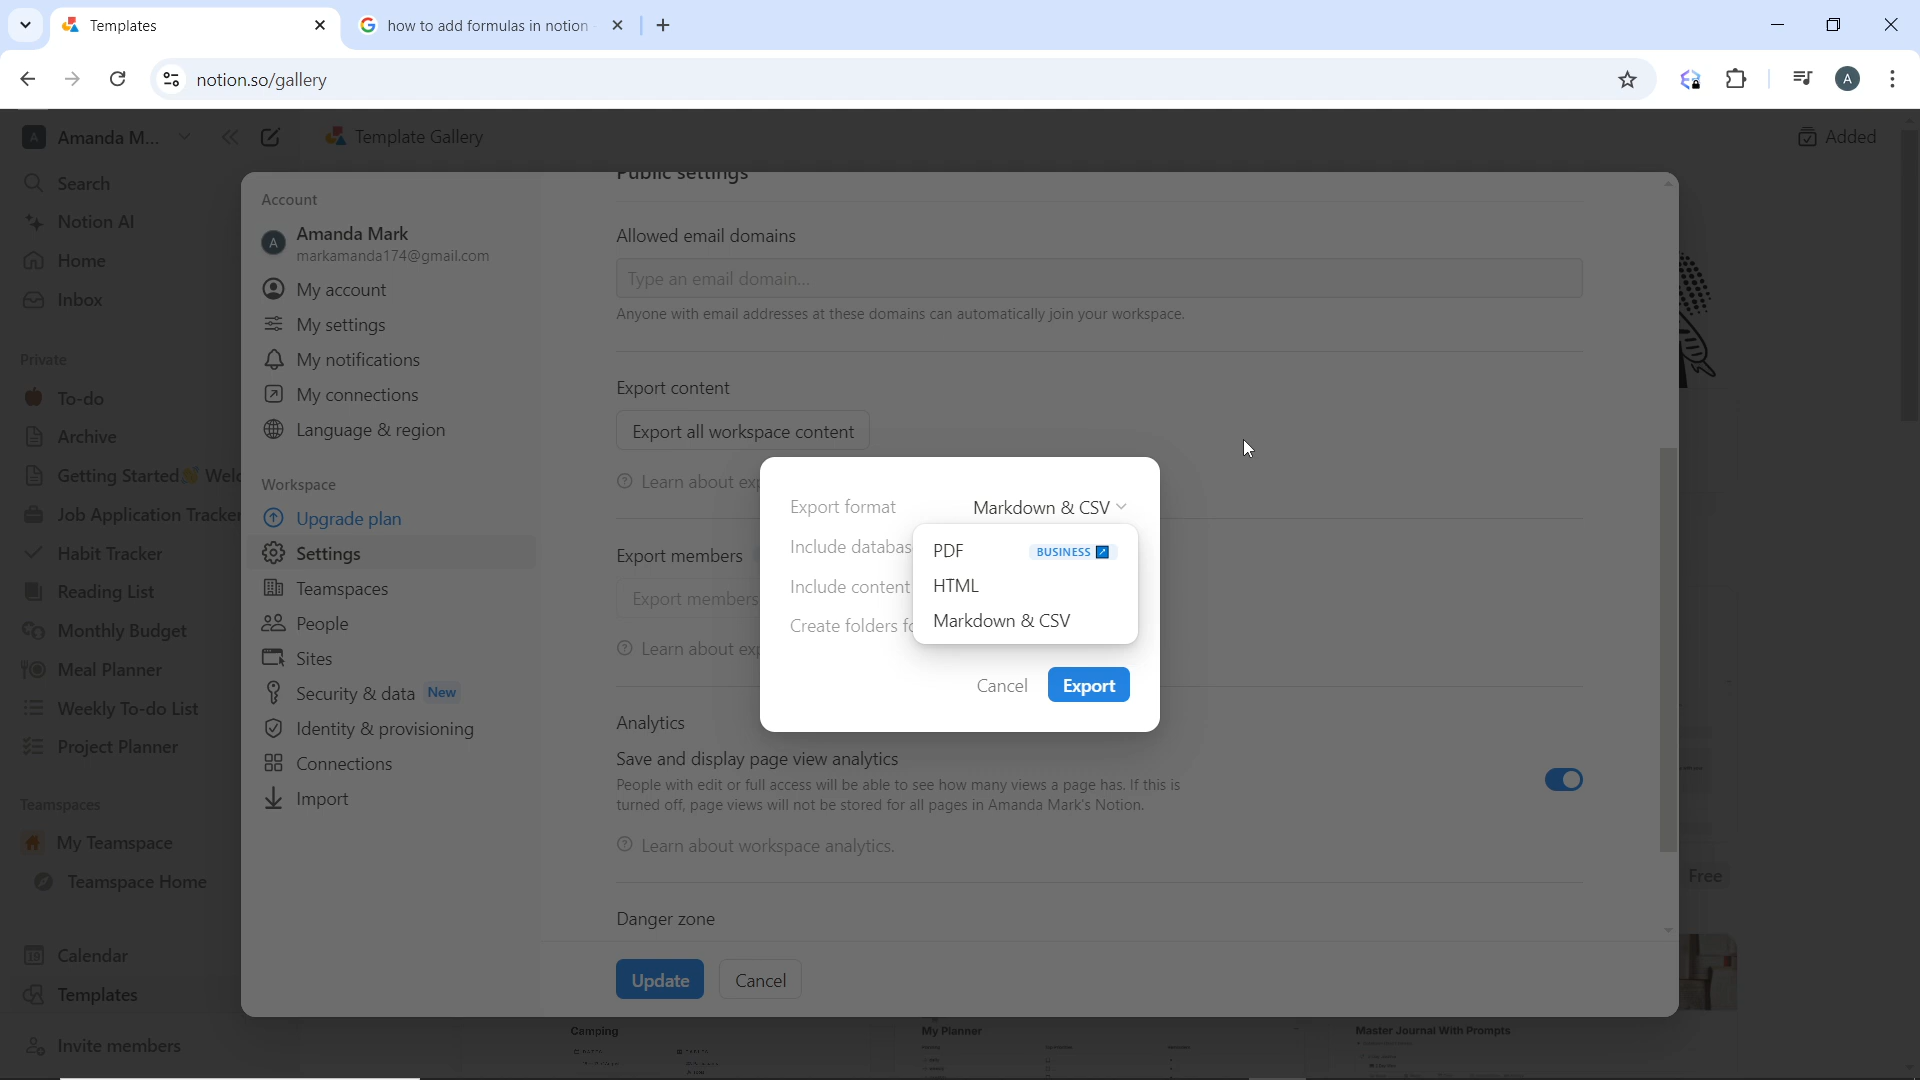 Templates
how to add formulas in notion
notion.so/gallery
A
A Amanda M...
Template Gallery
Added
Search
Notion AI
Home
Inbox
Private
To-do
Archive
Getting Started👋 Welc
Job Application Tracker
Habit Tracker
Reading List
Monthly Budget
Meal Planner
Weekly To-do List
Project Planner
Teamspaces
My Teamspace
Teamspace Home
Calendar
Templates
Invite members
Account
A
Amanda Mark
markamanda174@gmail.com
My account
My settings
My notifications
My connections
Language & region
Workspace
Upgrade plan
Settings
Teamspaces
People
Sites
Security & data New
Identity & provisioning
Connections
Import
Public settings
Allowed email domains
Type an email domain...
Anyone with email addresses at these domains can automatically join your workspace.
Export content
Export all workspace content
Learn about exp
Export members
Export members
Learn about exp
Export format Markdown & CSV
Include databas
Include content
Create folders fo
PDF BUSINESS
HTML
Markdown & CSV
Cancel Export
Analytics
Save and display page view analytics
People with edit or full access will be able to see how many views a page has. If this is
turned off, page views will not be stored for all pages in Amanda Mark's Notion.
Learn about workspace analytics.
Danger zone
Update Cancel
Free
Camping
My Planner
Master Journal With Prompts